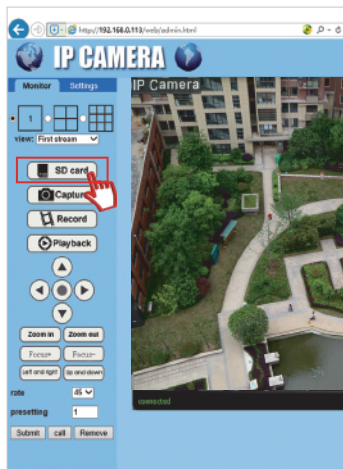 http://192.168.0.113/web/admin.html
IP CAMERA
Monitor
Settings
IP Camera
1
view: First stream
SD card
Capture
Record
Playback
Zoom in
Zoom out
Focus+
Focus-
Left and right
Up and down
rate
45
presetting
1
Submit
call
Remove
connected